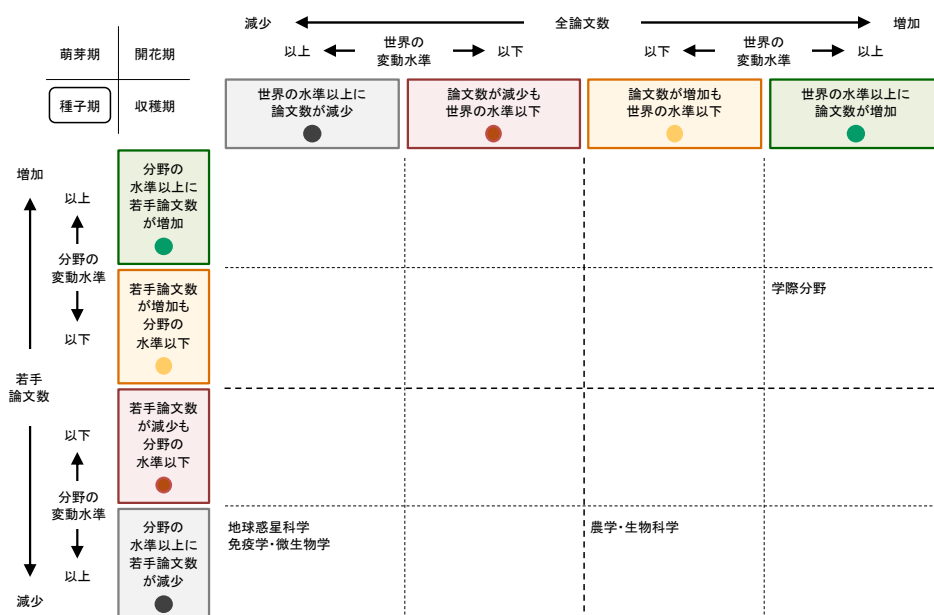 減少
全論文数
増加
以上
世界の
変動水準
以下
以下
世界の
変動水準
以上
萌芽期
開花期
種子期
収穫期
世界の水準以上に
論文数が減少
論文数が減少も
世界の水準以下
論文数が増加も
世界の水準以下
世界の水準以上に
論文数が増加
増加
以上
分野の
変動水準
以下
若手
論文数
以下
分野の
変動水準
以上
減少
分野の
水準以上に
若手論文数
が増加
若手論文数
が増加も
分野の
水準以下
若手論文数
が減少も
分野の
水準以下
分野の
水準以上に
若手論文数
が減少
学際分野
地球惑星科学
免疫学・微生物学
農学・生物科学